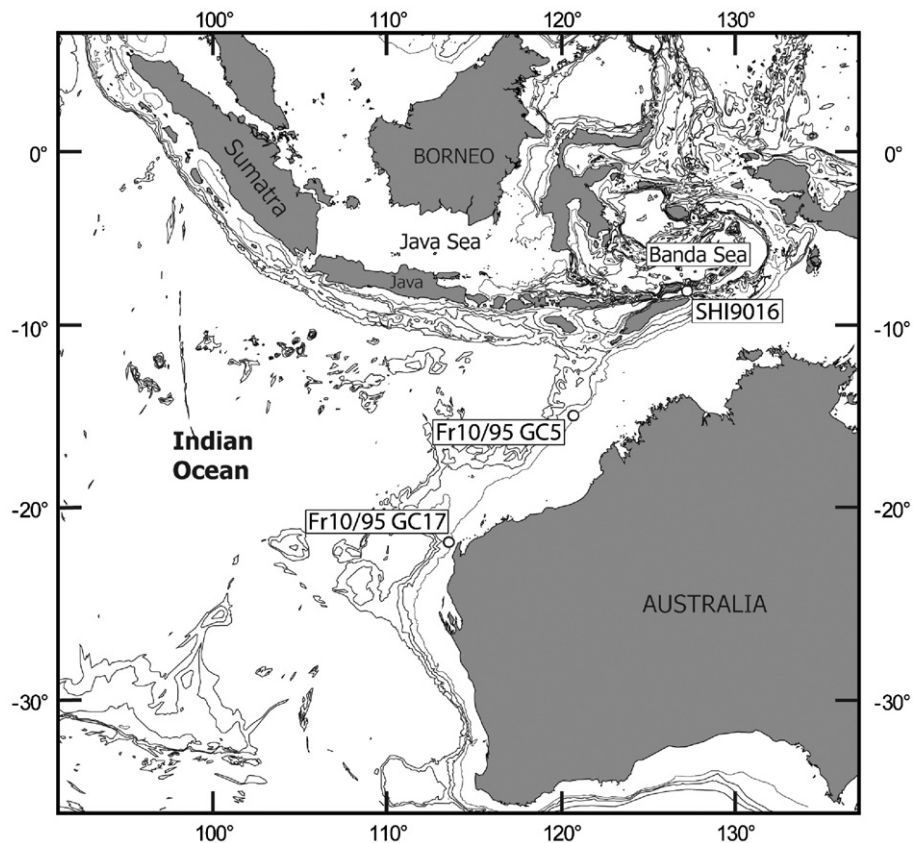 100°
110°
120°
130°
0°
0°
Sumatra
BORNEO
Java Sea
Banda Sea
Java
SHI9016
-10°
-10°
Fr10/95 GC5
Indian
Ocean
-20°
-20°
Fr10/95 GC17
AUSTRALIA
-30°
-30°
100°
110°
120°
130°